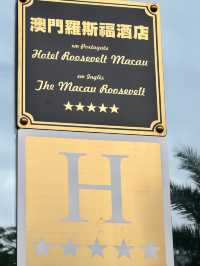 澳門羅斯福酒店
em Português
Hotel Roosevelt Macau
em Inglês
The Macau Roosevelt
★★★★★
H
★★★★★